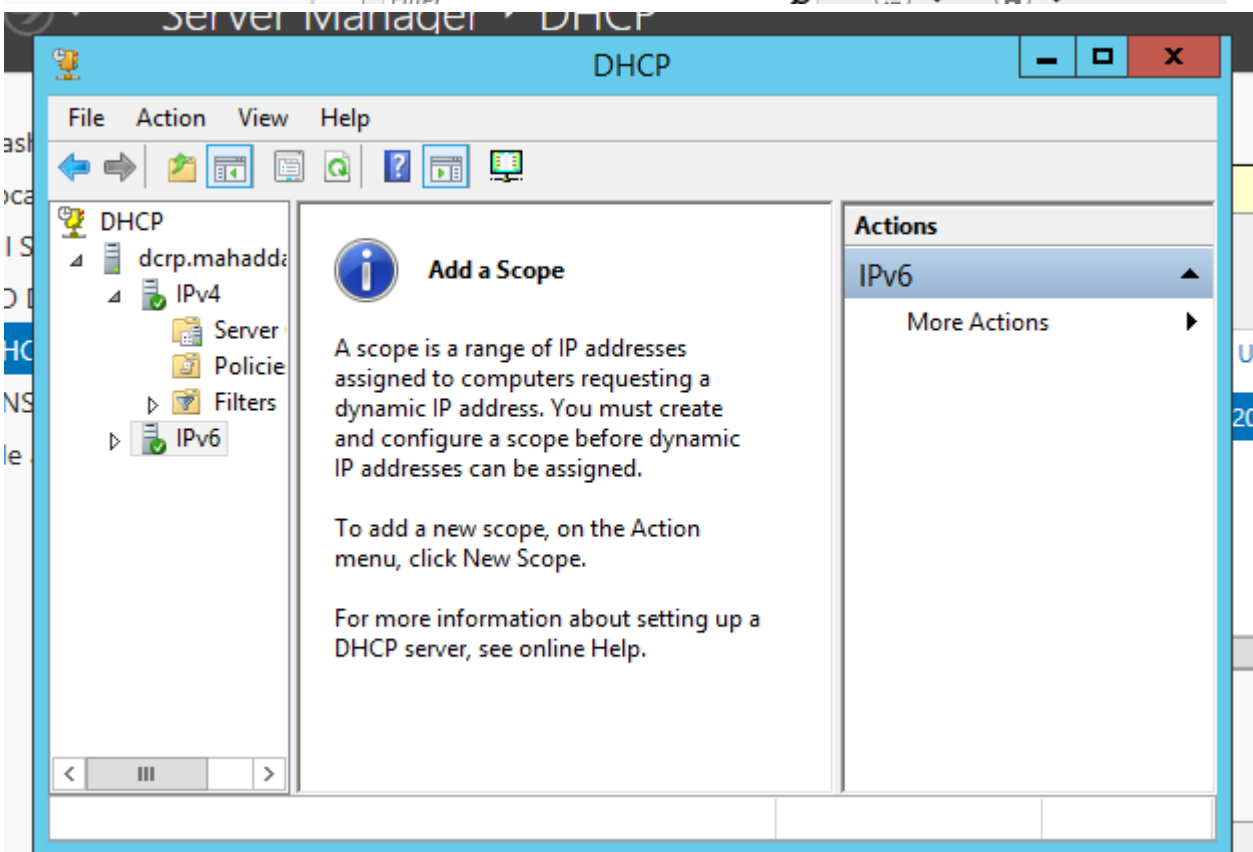 Filter
Server Manager DHCP
DHCP
File Action View Help
DHCP
dcrp.mahadda
IPv4
Server
Policie
Filters
IPv6
Add a Scope
A scope is a range of IP addresses
assigned to computers requesting a
dynamic IP address. You must create
and configure a scope before dynamic
IP addresses can be assigned.
To add a new scope, on the Action
menu, click New Scope.
For more information about setting up a
DHCP server, see online Help.
Actions
IPv6
More Actions
U
20